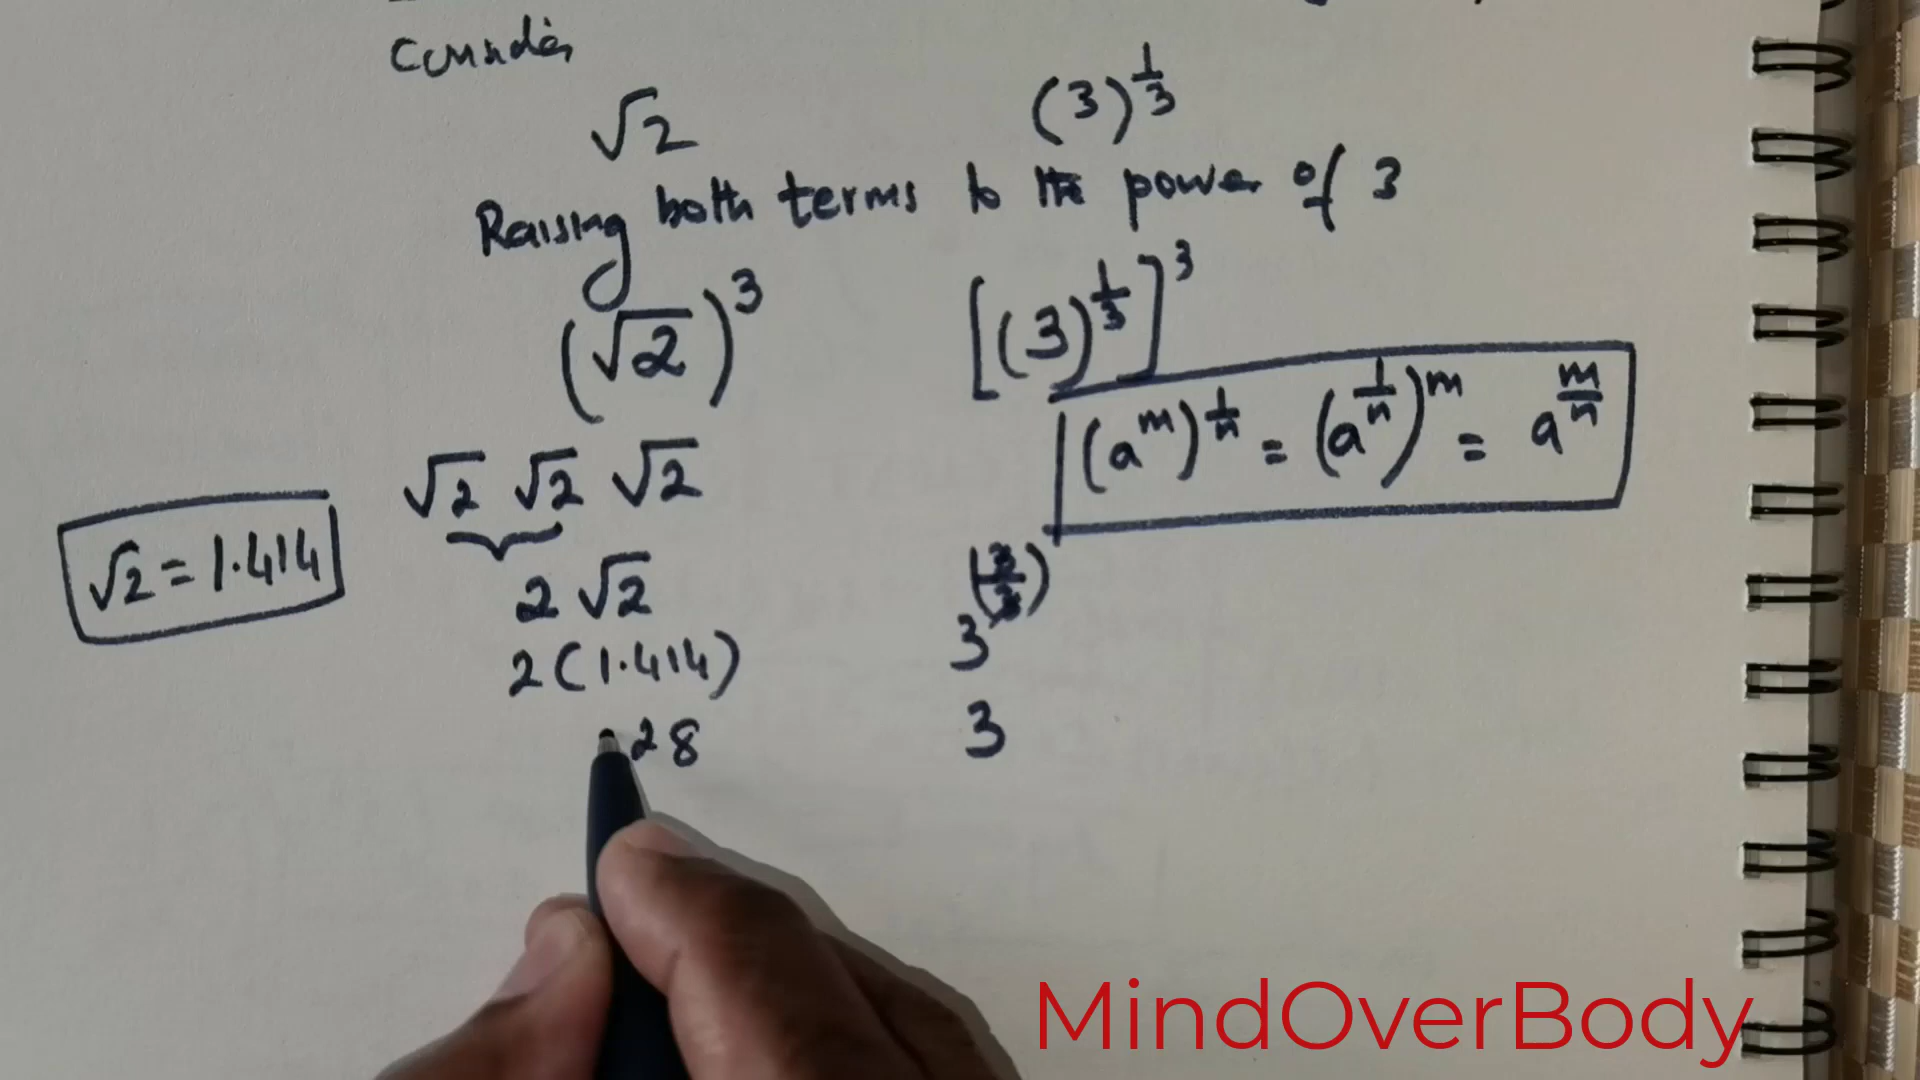 Consider
√2 (3)^(1/3)
Raising both terms to the power of 3
(√2)^3 [(3)^(1/3)]^3
(a^m)^(1/n) = (a^(1/n))^m = a^(m/n)
√2 √2 √2
√2 = 1.414
2√2 3^(3/3)
2(1.414)
28 3
MindOverBody